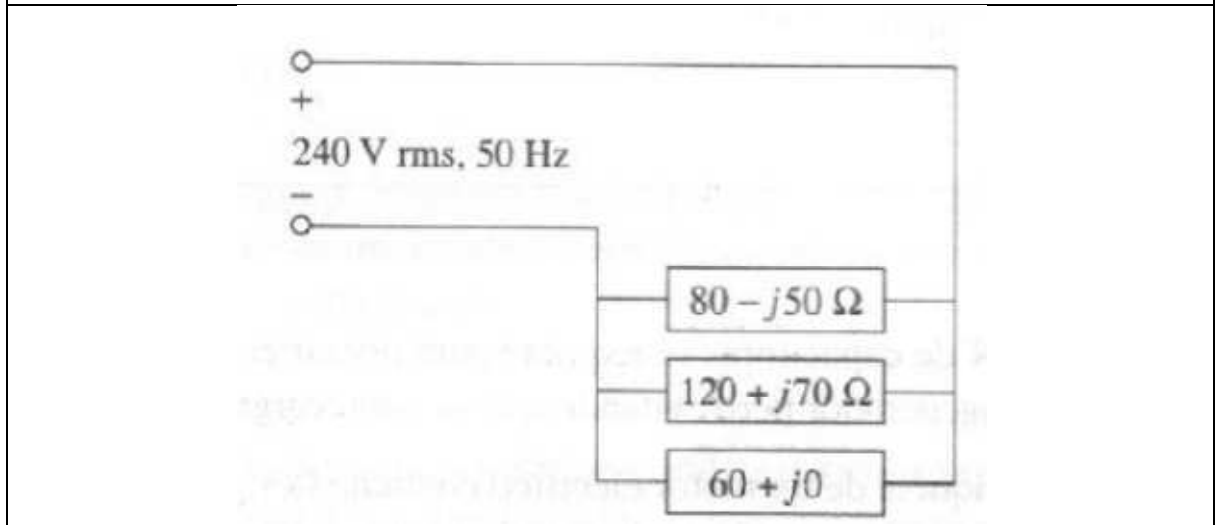 +
240 V rms, 50 Hz
−
80 − j50 Ω
120 + j70 Ω
60 + j0